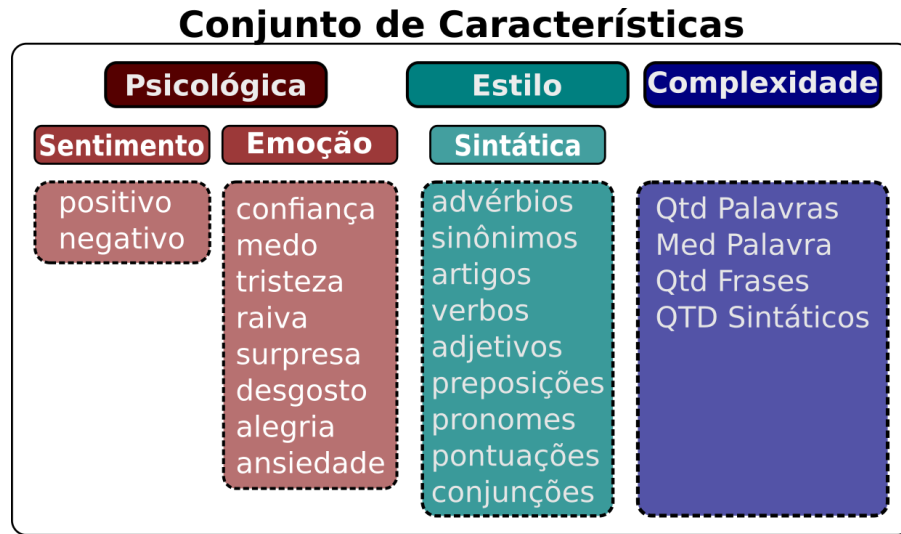 Conjunto de Características
Psicológica
Estilo
Complexidade
Sentimento
Emoção
Sintática
positivo
negativo
confiança
medo
tristeza
raiva
surpresa
desgosto
alegria
ansiedade
advérbios
sinônimos
artigos
verbos
adjetivos
preposições
pronomes
pontuações
conjunções
Qtd Palavras
Med Palavra
Qtd Frases
QTD Sintáticos